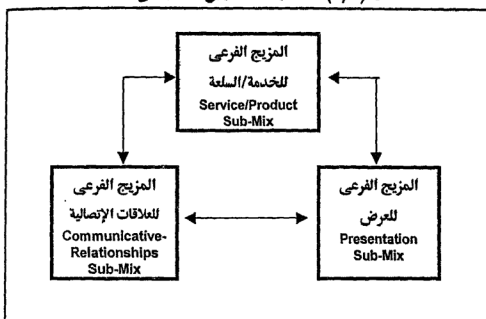 المزيج الفرعى
للخدمة/السلعة
Service/Product
Sub-Mix
المزيج الفرعى
للعلاقات الإتصالية
Communicative-
Relationships
Sub-Mix
المزيج الفرعى
للعرض
Presentation
Sub-Mix